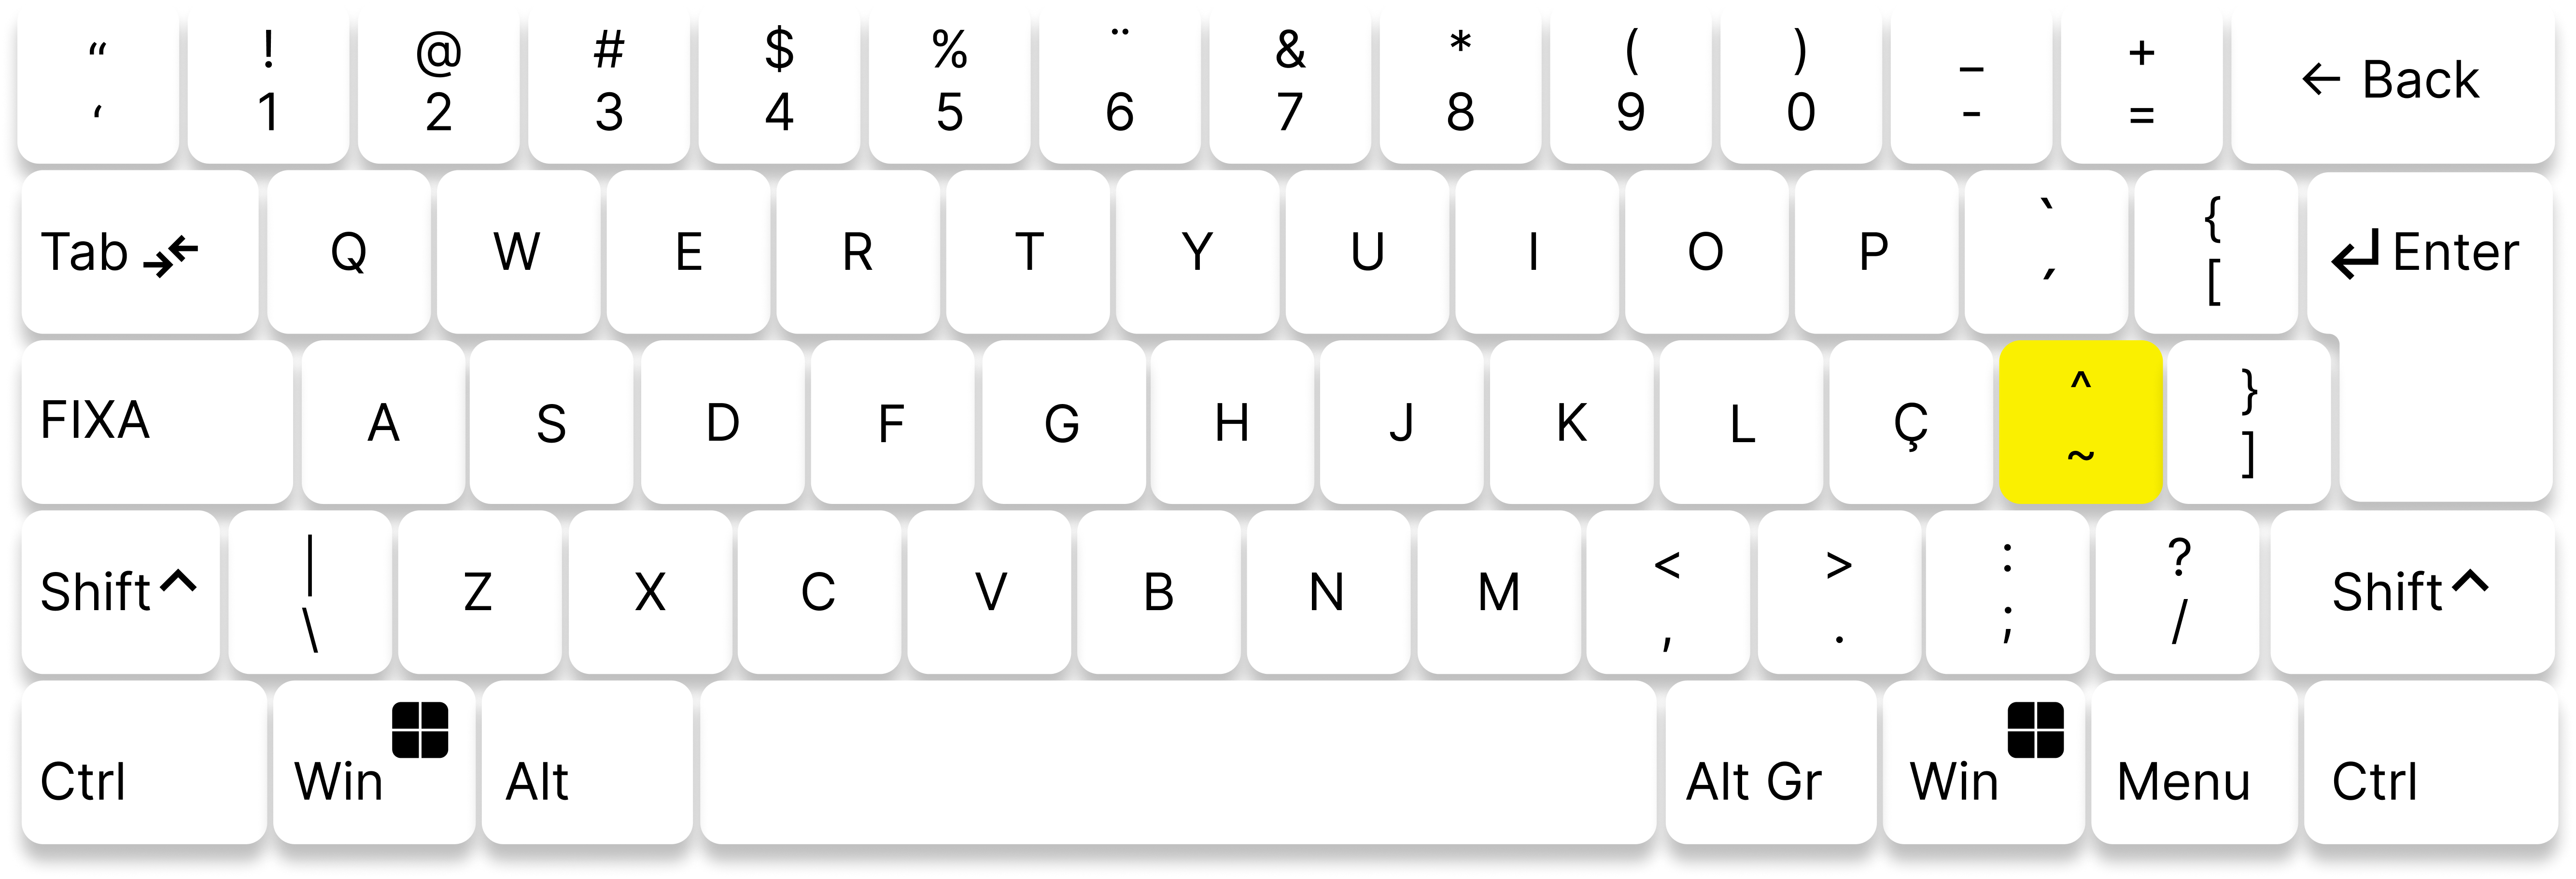 “ ! @ # $ % ¨ & * ( ) _ +
‘ 1 2 3 4 5 6 7 8 9 0 - = ← Back
Tab Q W E R T Y U I O P ` ´ { [ Enter
FIXA A S D F G H J K L Ç ^ ~ } ]
Shift | \ Z X C V B N M < , > . : ; ? / Shift
Ctrl Win Alt Alt Gr Win Menu Ctrl